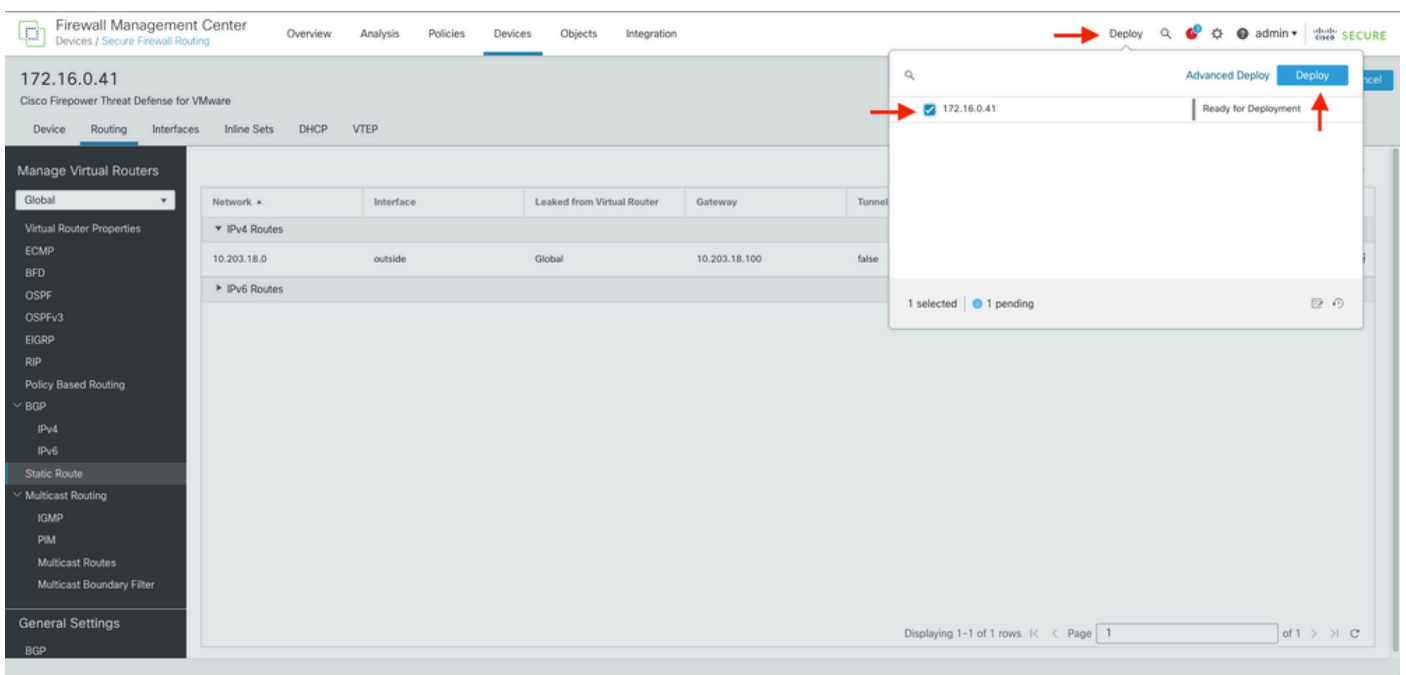 Firewall Management Center
Devices / Secure Firewall Routing
Overview Analysis Policies Devices Objects Integration
Deploy admin cisco SECURE
172.16.0.41
Cisco Firepower Threat Defense for VMware
Device Routing Interfaces Inline Sets DHCP VTEP
Advanced Deploy Deploy
172.16.0.41 Ready for Deployment
1 selected 1 pending
Manage Virtual Routers
Global
Virtual Router Properties
ECMP
BFD
OSPF
OSPFv3
EIGRP
RIP
Policy Based Routing
BGP
IPv4
IPv6
Static Route
Multicast Routing
IGMP
PIM
Multicast Routes
Multicast Boundary Filter
General Settings
BGP
Network Interface Leaked from Virtual Router Gateway Tunnel
IPv4 Routes
10.203.18.0 outside Global 10.203.18.100 false
IPv6 Routes
Displaying 1-1 of 1 rows |< < Page 1 of 1 > >|